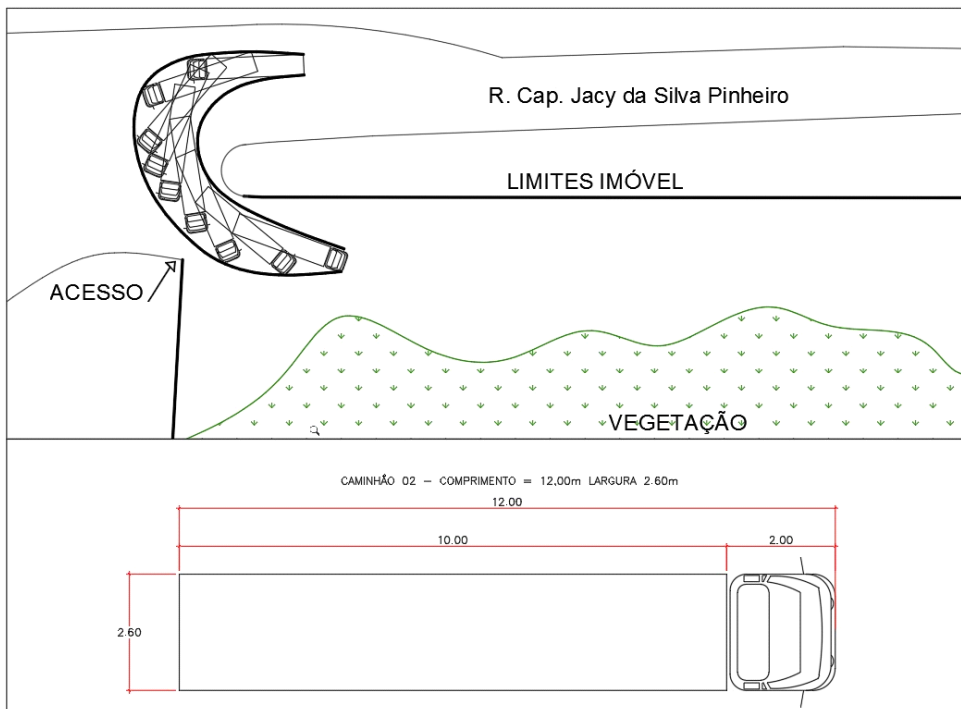 R. Cap. Jacy da Silva Pinheiro
LIMITES IMÓVEL
ACESSO
VEGETAÇÃO
CAMINHÃO 02 - COMPRIMENTO = 12,00m LARGURA 2.60m
12.00
10.00
2.00
2.60